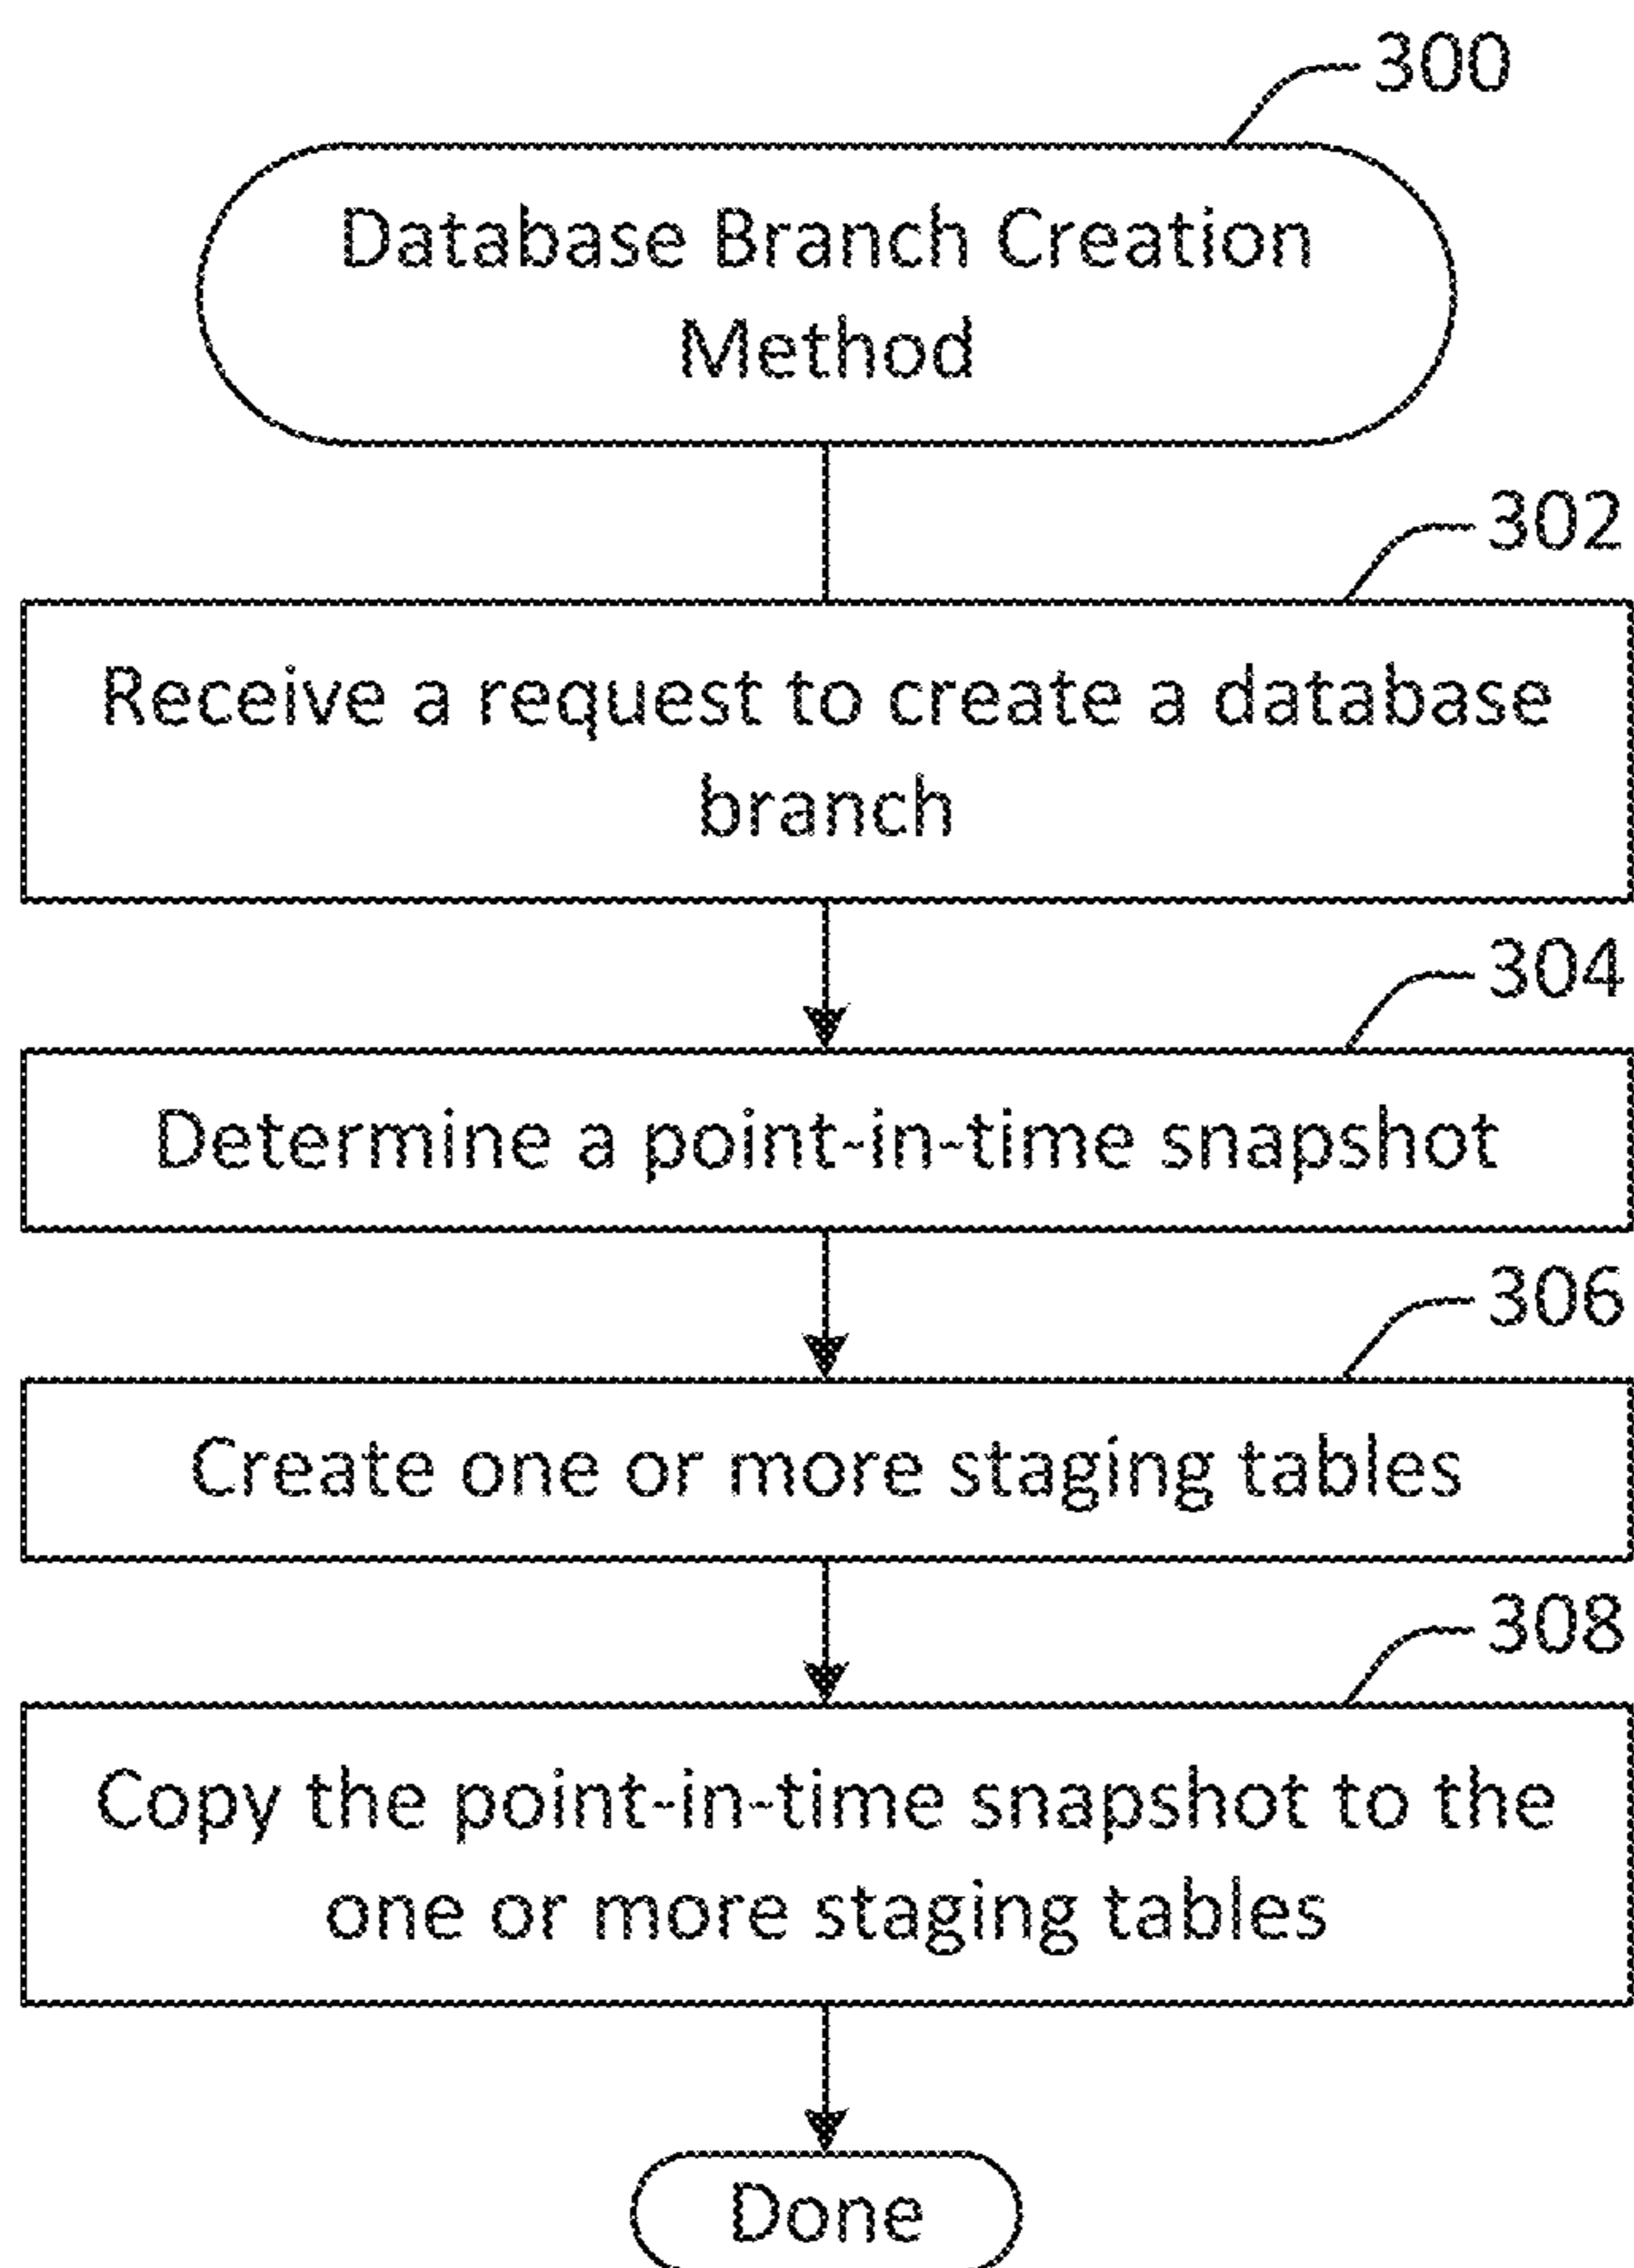 300
Database Branch Creation
Method
302
Receive a request to create a database
branch
304
Determine a point-in-time snapshot
306
Create one or more staging tables
308
Copy the point-in-time snapshot to the
one or more staging tables
Done